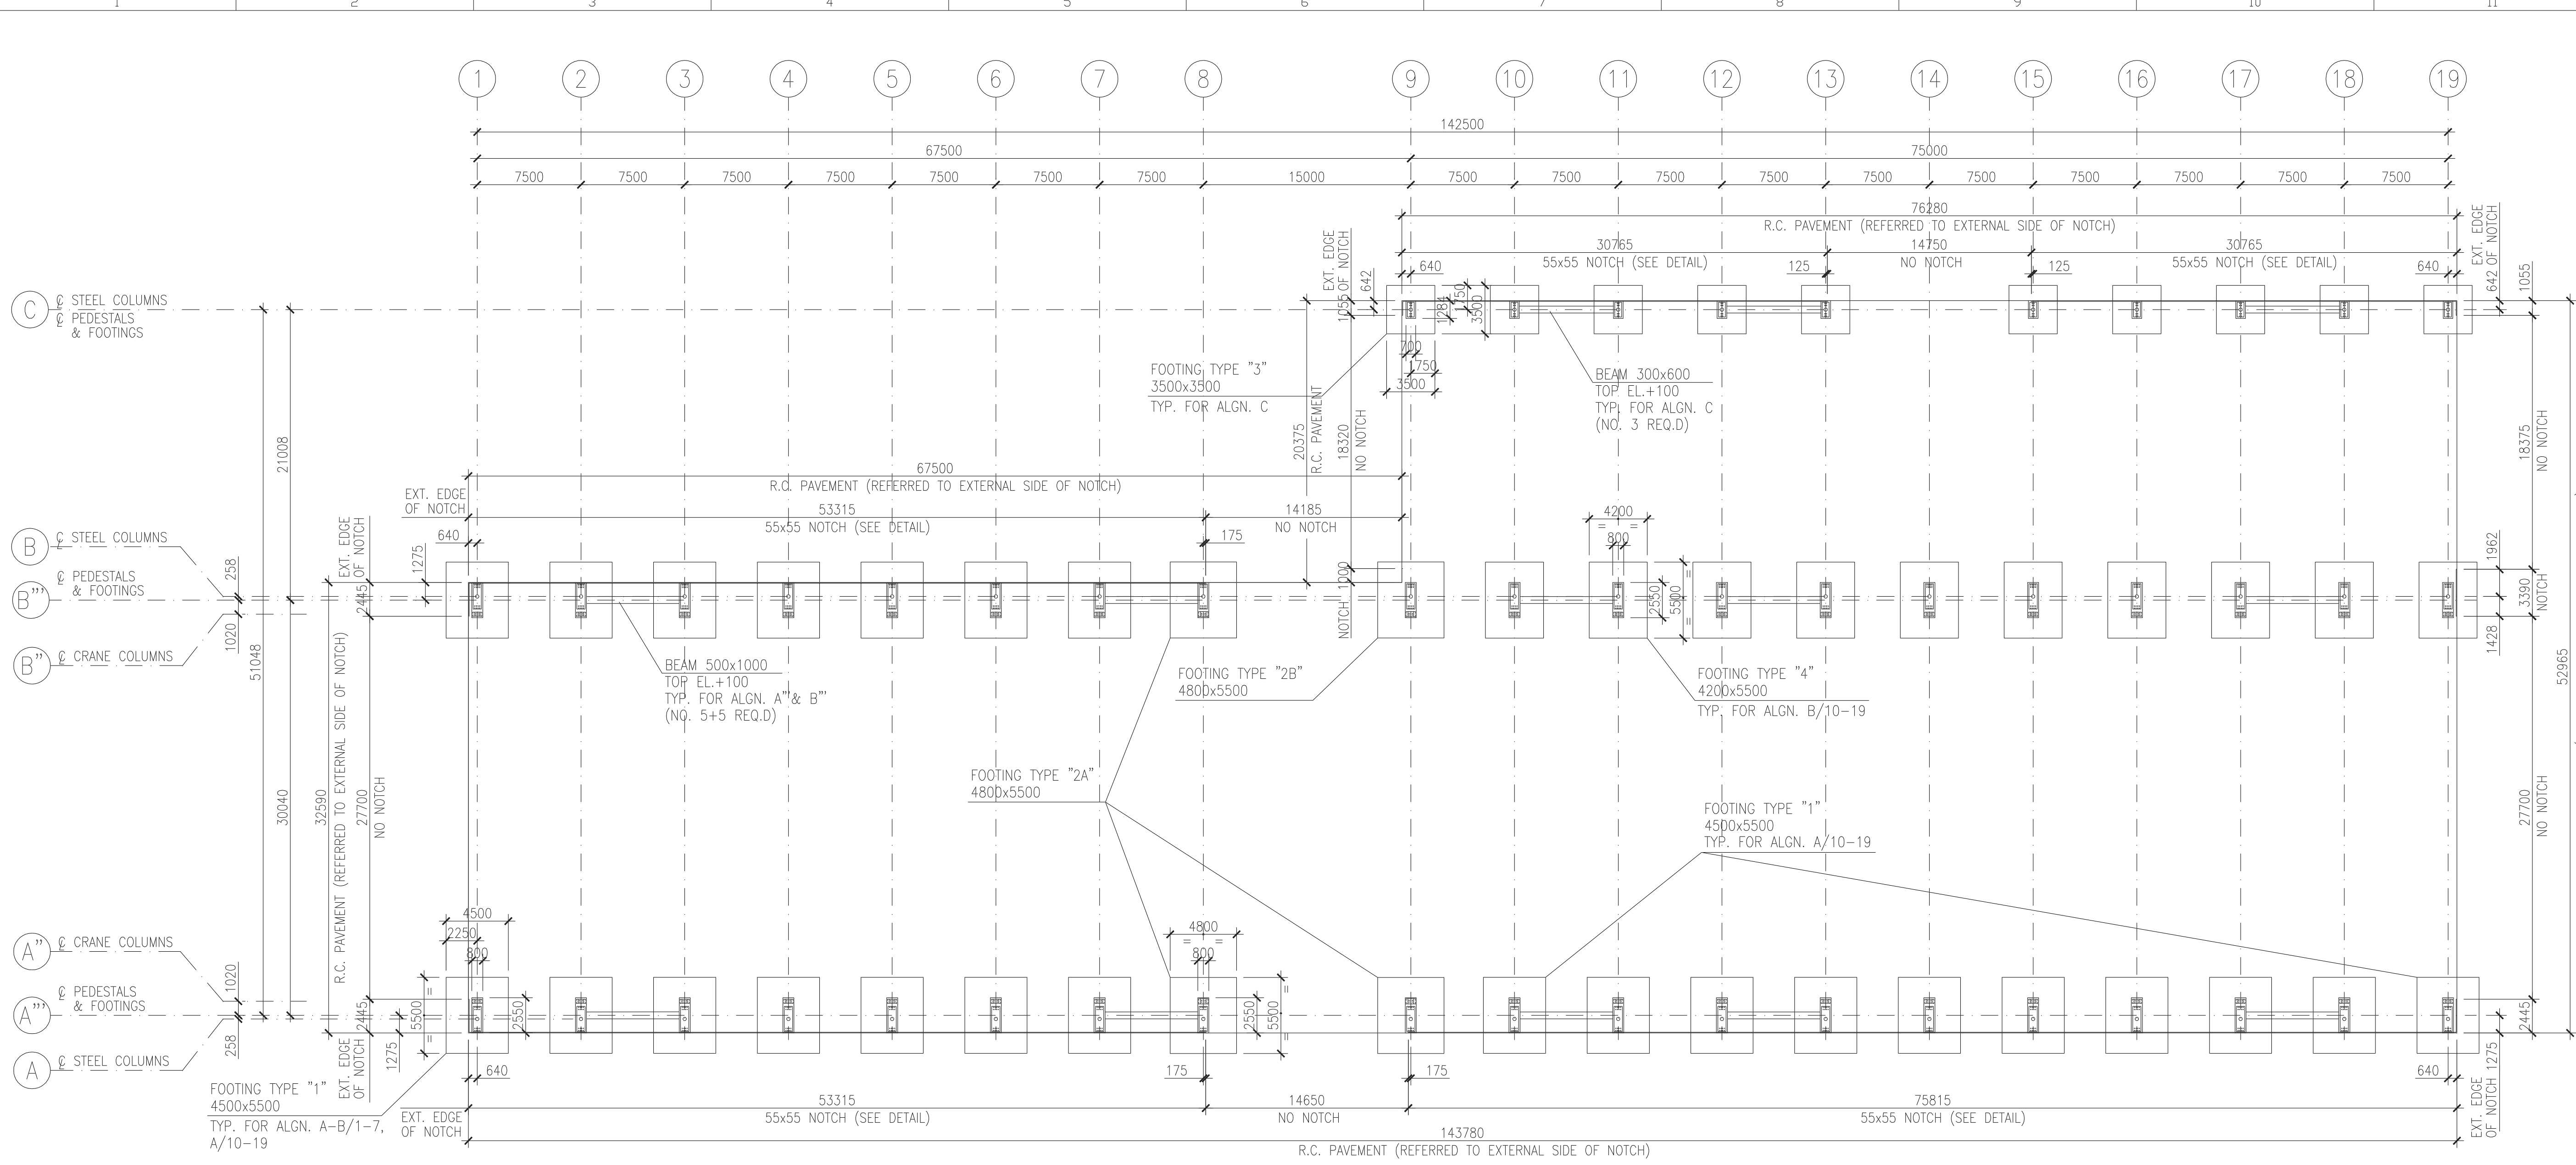 1 2 3 4 5 6 7 8 9 10 11
1 2 3 4 5 6 7 8 9 10 11 12 13 14 15 16 17 18 19
142500
67500 75000
7500 7500 7500 7500 7500 7500 7500 15000 7500 7500 7500 7500 7500 7500 7500 7500 7500 7500
76280
R.C. PAVEMENT (REFERRED TO EXTERNAL SIDE OF NOTCH)
30765 14750 30765
55x55 NOTCH (SEE DETAIL) NO NOTCH 55x55 NOTCH (SEE DETAIL)
640 125 125 640
EXT. EDGE
OF NOTCH
642
1055
EXT. EDGE
OF NOTCH
642
1055
C
℄ STEEL COLUMNS
℄ PEDESTALS
& FOOTINGS
1284
1750
3500
700
1750
3500
FOOTING TYPE "3"
3500x3500
TYP. FOR ALGN. C
BEAM 300x600
TOP EL.+100
TYP. FOR ALGN. C
(NO. 3 REQ.D)
21008
20375
R.C. PAVEMENT
18320
NO NOTCH
18375
NO NOTCH
67500
R.C. PAVEMENT (REFERRED TO EXTERNAL SIDE OF NOTCH)
EXT. EDGE
OF NOTCH
53315 14185
55x55 NOTCH (SEE DETAIL) NO NOTCH
640 175
4200
= =
800
B
℄ STEEL COLUMNS
B"'
℄ PEDESTALS
& FOOTINGS
B"
℄ CRANE COLUMNS
258
1020
EXT. EDGE
OF NOTCH
2445
1275
NOTCH 1000
2550
=
5500
=
1962
3390
NOTCH
1428
51048
BEAM 500x1000
TOP EL.+100
TYP. FOR ALGN. A"'& B"'
(NO. 5+5 REQ.D)
FOOTING TYPE "2B"
4800x5500
FOOTING TYPE "4"
4200x5500
TYP. FOR ALGN. B/10-19
52965
30040
32590
R.C. PAVEMENT (REFERRED TO EXTERNAL SIDE OF NOTCH)
27700
NO NOTCH
FOOTING TYPE "2A"
4800x5500
FOOTING TYPE "1"
4500x5500
TYP. FOR ALGN. A/10-19
27700
NO NOTCH
4500
2250
800
4800
= =
800
A"
℄ CRANE COLUMNS
A"'
℄ PEDESTALS
& FOOTINGS
A
℄ STEEL COLUMNS
1020
258
2445
EXT. EDGE
OF NOTCH
1275
=
5500
=
2550
2550
=
5500
=
2445
EXT. EDGE
OF NOTCH 1275
640 175 175 640
FOOTING TYPE "1"
4500x5500
TYP. FOR ALGN. A-B/1-7,
A/10-19
EXT. EDGE
OF NOTCH
53315 14650 75815
55x55 NOTCH (SEE DETAIL) NO NOTCH 55x55 NOTCH (SEE DETAIL)
143780
R.C. PAVEMENT (REFERRED TO EXTERNAL SIDE OF NOTCH)